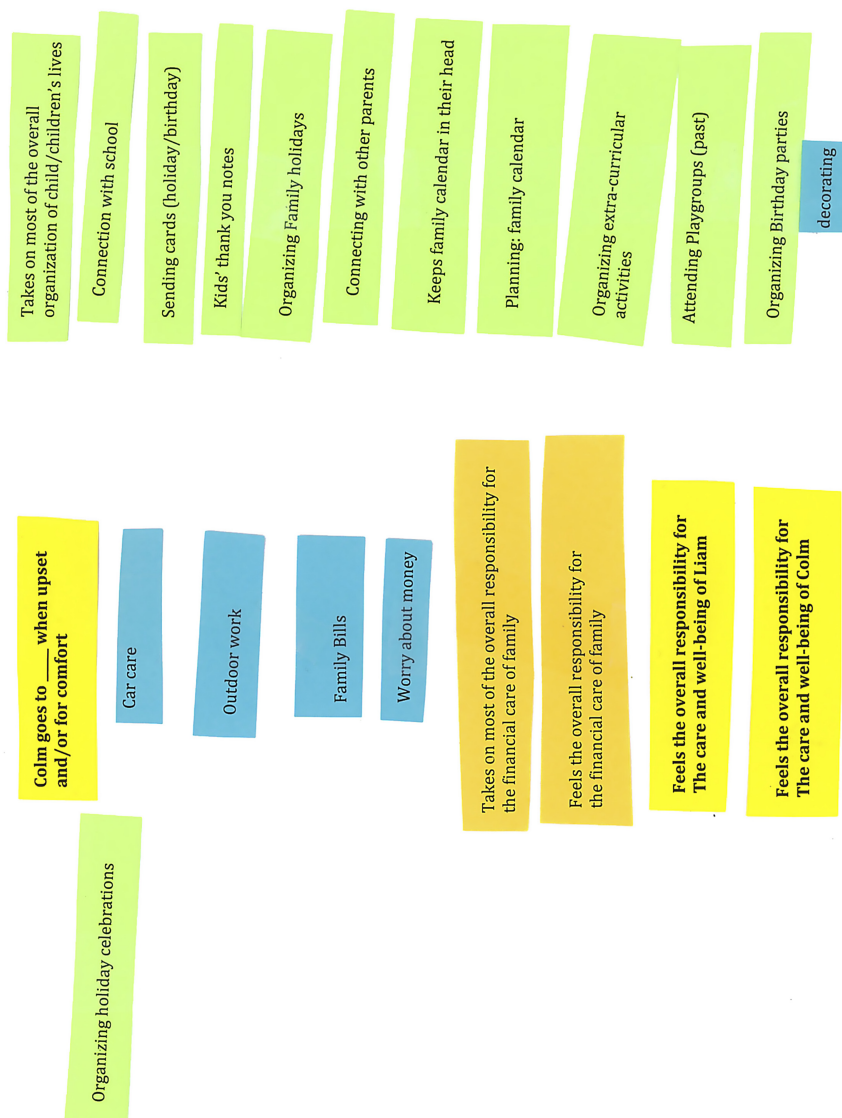 Takes on most of the overall
organization of child/children's lives
Connection with school
Sending cards (holiday/birthday)
Kids' thank you notes
Organizing Family holidays
Connecting with other parents
Keeps family calendar in their head
Planning: family calendar
Organizing extra-curricular
activities
Attending Playgroups (past)
Organizing Birthday parties
decorating
Colm goes to ____ when upset
and/or for comfort
Car care
Outdoor work
Family Bills
Worry about money
Takes on most of the overall responsibility for
the financial care of family
Feels the overall responsibility for
the financial care of family
Feels the overall responsibility for
The care and well-being of Liam
Feels the overall responsibility for
The care and well-being of Colm
Organizing holiday celebrations